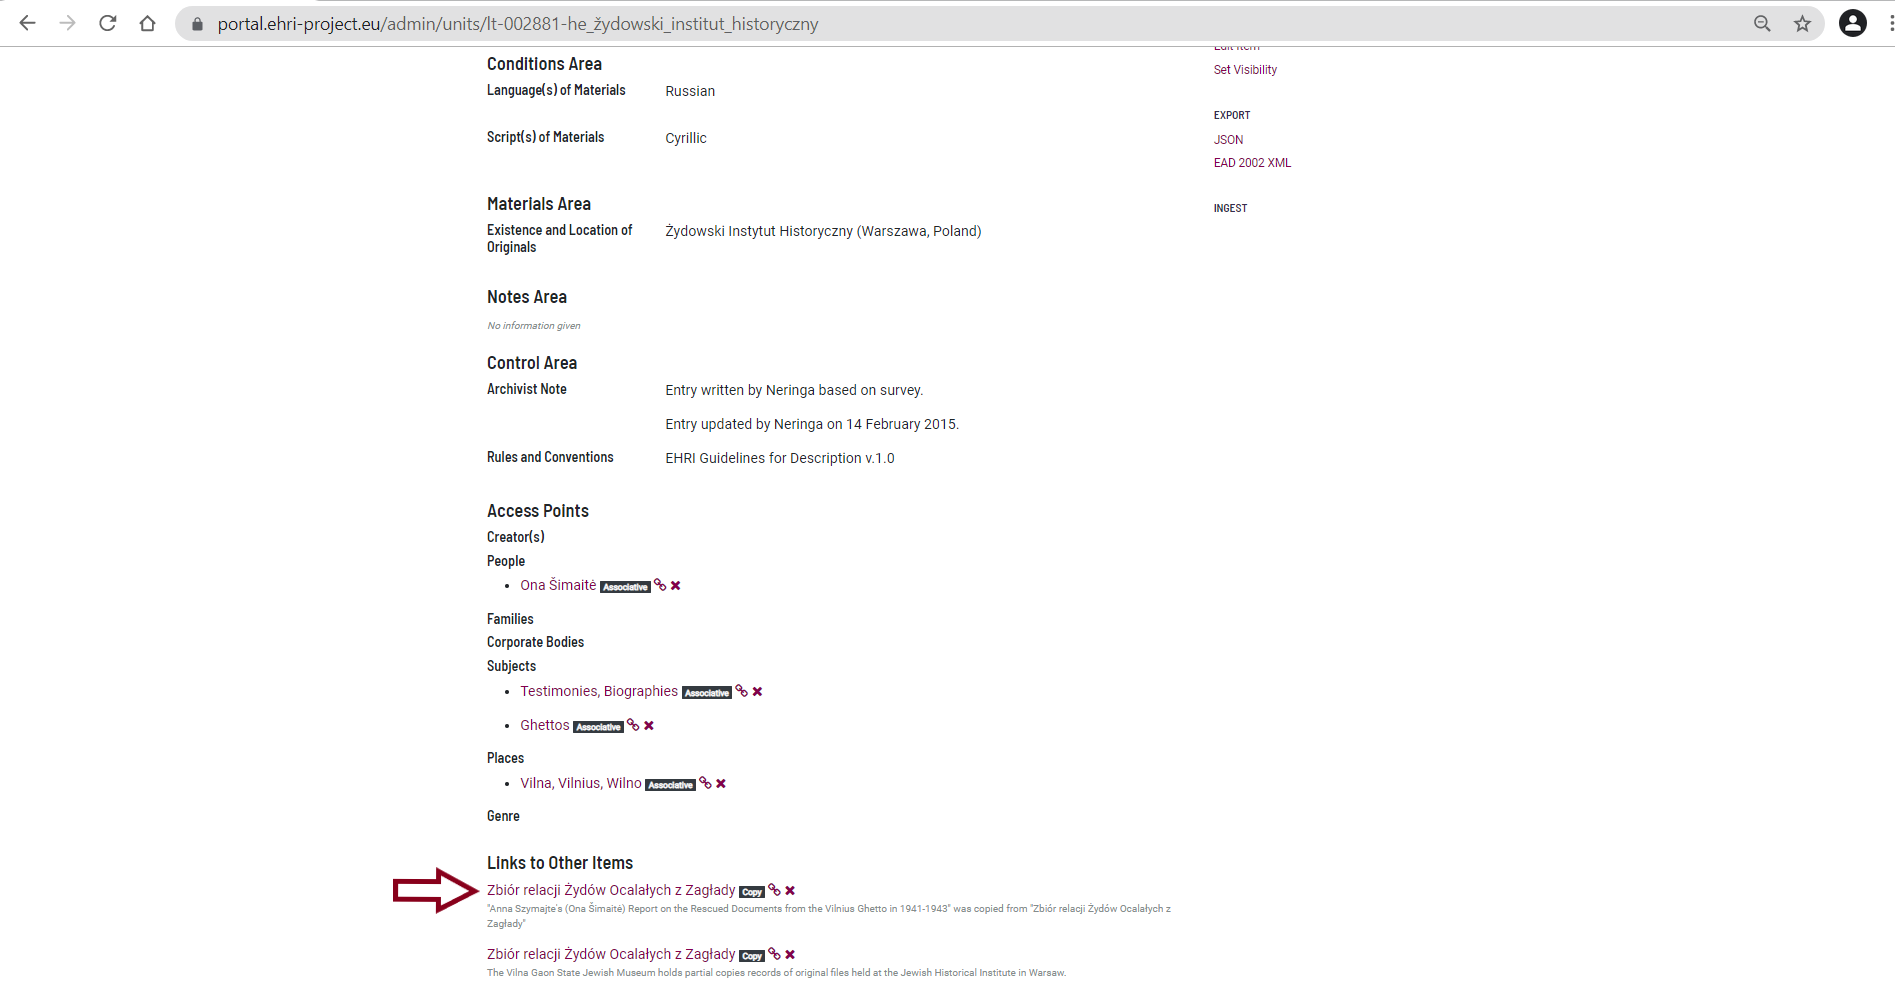 portal.ehri-project.eu/admin/units/lt-002881-he_żydowski_institut_historyczny
Edit Item
Set Visibility
EXPORT
JSON
EAD 2002 XML
INGEST
Conditions Area
Language(s) of Materials Russian
Script(s) of Materials Cyrillic
Materials Area
Existence and Location of Żydowski Instytut Historyczny (Warszawa, Poland)
Originals
Notes Area
No information given
Control Area
Archivist Note Entry written by Neringa based on survey.
Entry updated by Neringa on 14 February 2015.
Rules and Conventions EHRI Guidelines for Description v.1.0
Access Points
Creator(s)
People
Ona Šimaitė Associative
Families
Corporate Bodies
Subjects
Testimonies, Biographies Associative
Ghettos Associative
Places
Vilna, Vilnius, Wilno Associative
Genre
Links to Other Items
Zbiór relacji Żydów Ocalałych z Zagłady Copy
"Anna Szymajte's (Ona Šimaitė) Report on the Rescued Documents from the Vilnius Ghetto in 1941-1943" was copied from "Zbiór relacji Żydów Ocalałych z
Zagłady"
Zbiór relacji Żydów Ocalałych z Zagłady Copy
The Vilna Gaon State Jewish Museum holds partial copies records of original files held at the Jewish Historical Institute in Warsaw.